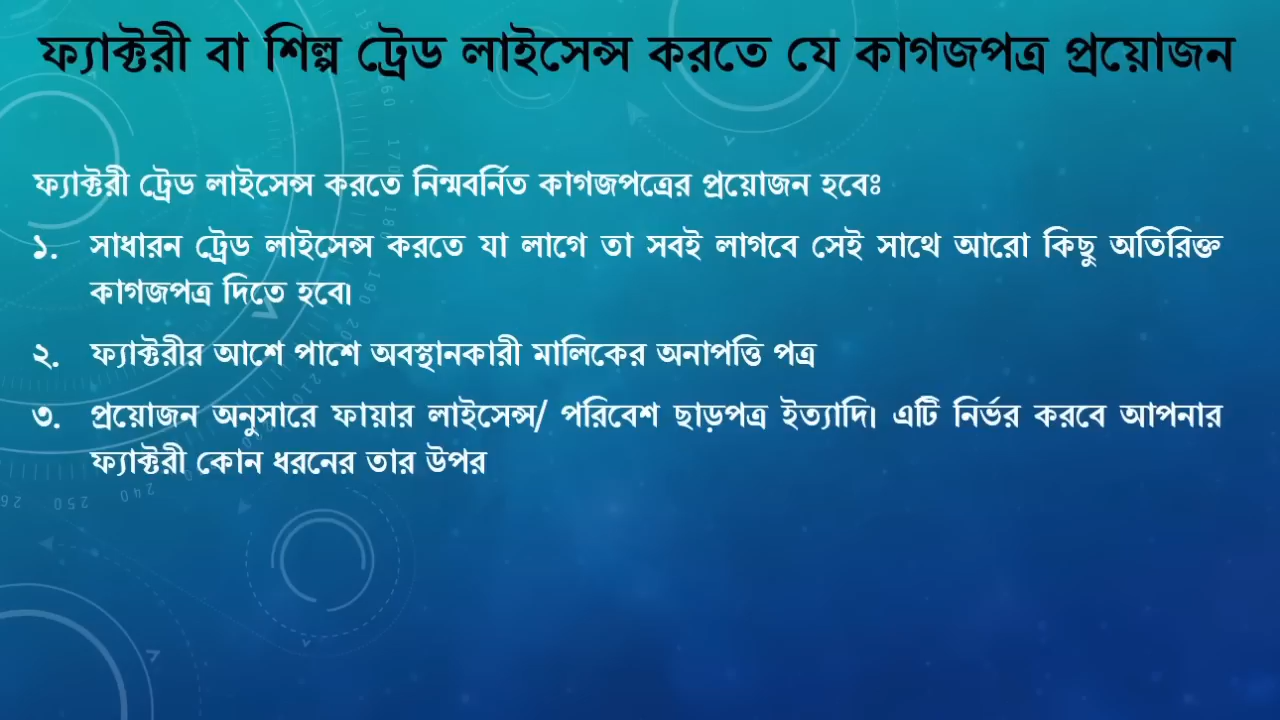 ফ্যাক্টরী বা শিল্প ট্রেড লাইসেন্স করতে যে কাগজপত্র প্রয়োজন
ফ্যাক্টরী ট্রেড লাইসেন্স করতে নিন্মবর্নিত কাগজপত্রের প্রয়োজন হবেঃ
১. সাধারন ট্রেড লাইসেন্স করতে যা লাগে তা সবই লাগবে সেই সাথে আরো কিছু অতিরিক্ত
কাগজপত্র দিতে হবে।
২. ফ্যাক্টরীর আশে পাশে অবস্থানকারী মালিকের অনাপত্তি পত্র
৩. প্রয়োজন অনুসারে ফায়ার লাইসেন্স/ পরিবেশ ছাড়পত্র ইত্যাদি। এটি নির্ভর করবে আপনার
ফ্যাক্টরী কোন ধরনের তার উপর